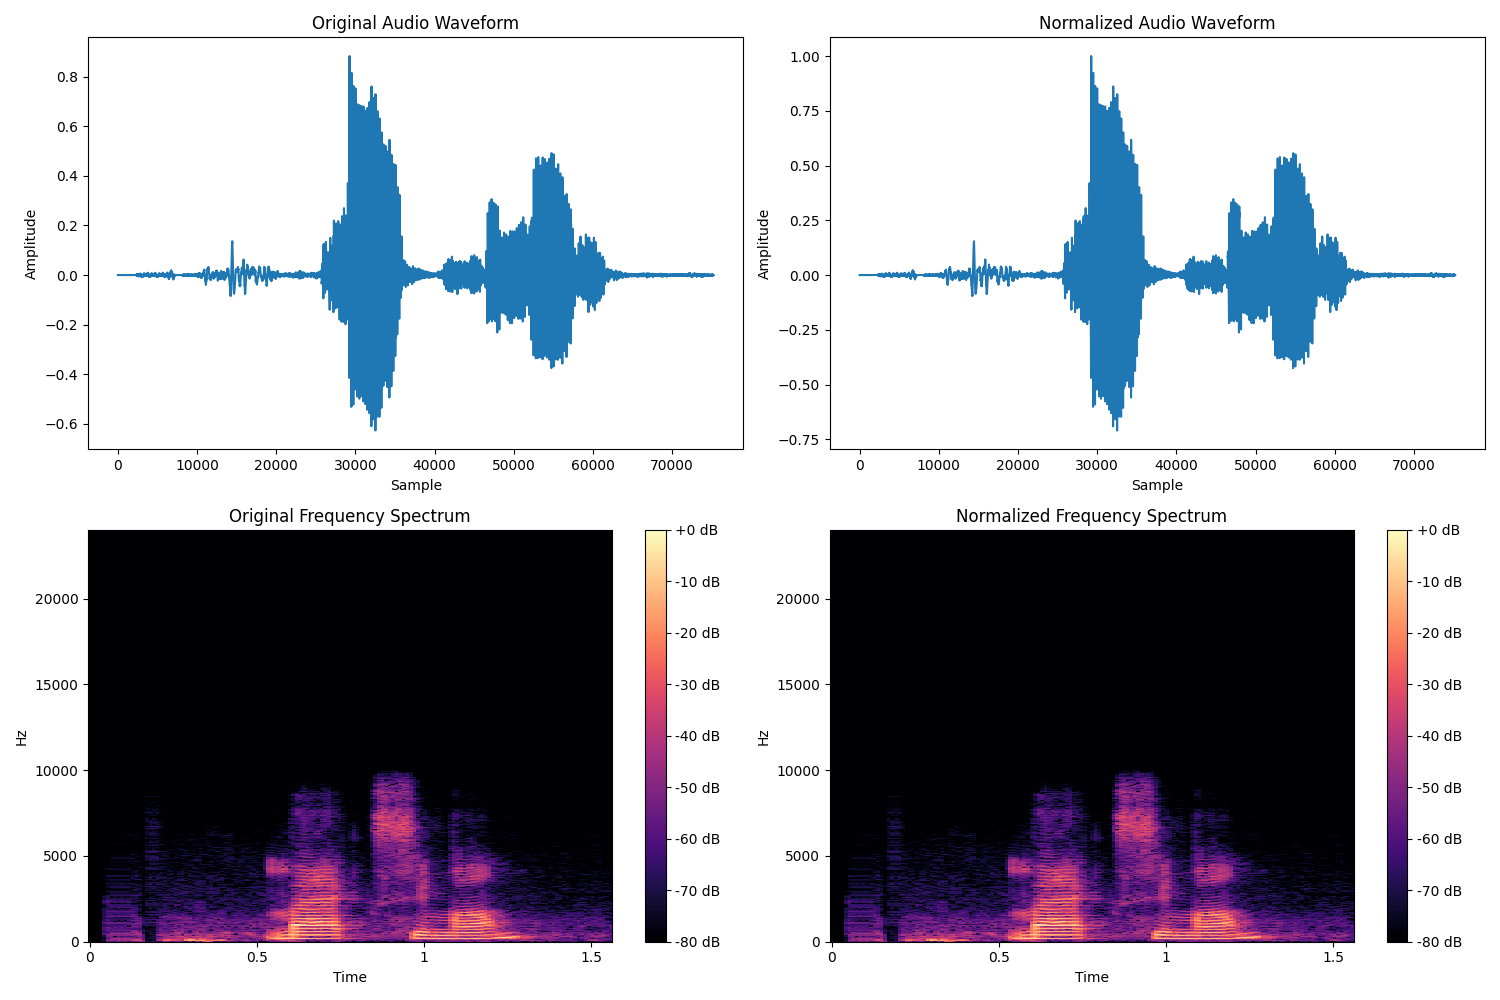 Original Audio Waveform
Amplitude
0.8
0.6
0.4
0.2
0.0
−0.2
−0.4
−0.6
0 10000 20000 30000 40000 50000 60000 70000
Sample
Normalized Audio Waveform
Amplitude
1.00
0.75
0.50
0.25
0.00
−0.25
−0.50
−0.75
0 10000 20000 30000 40000 50000 60000 70000
Sample
Original Frequency Spectrum
Hz
20000
15000
10000
5000
0
0 0.5 1 1.5
Time
+0 dB
-10 dB
-20 dB
-30 dB
-40 dB
-50 dB
-60 dB
-70 dB
-80 dB
Normalized Frequency Spectrum
Hz
20000
15000
10000
5000
0
0 0.5 1 1.5
Time
+0 dB
-10 dB
-20 dB
-30 dB
-40 dB
-50 dB
-60 dB
-70 dB
-80 dB